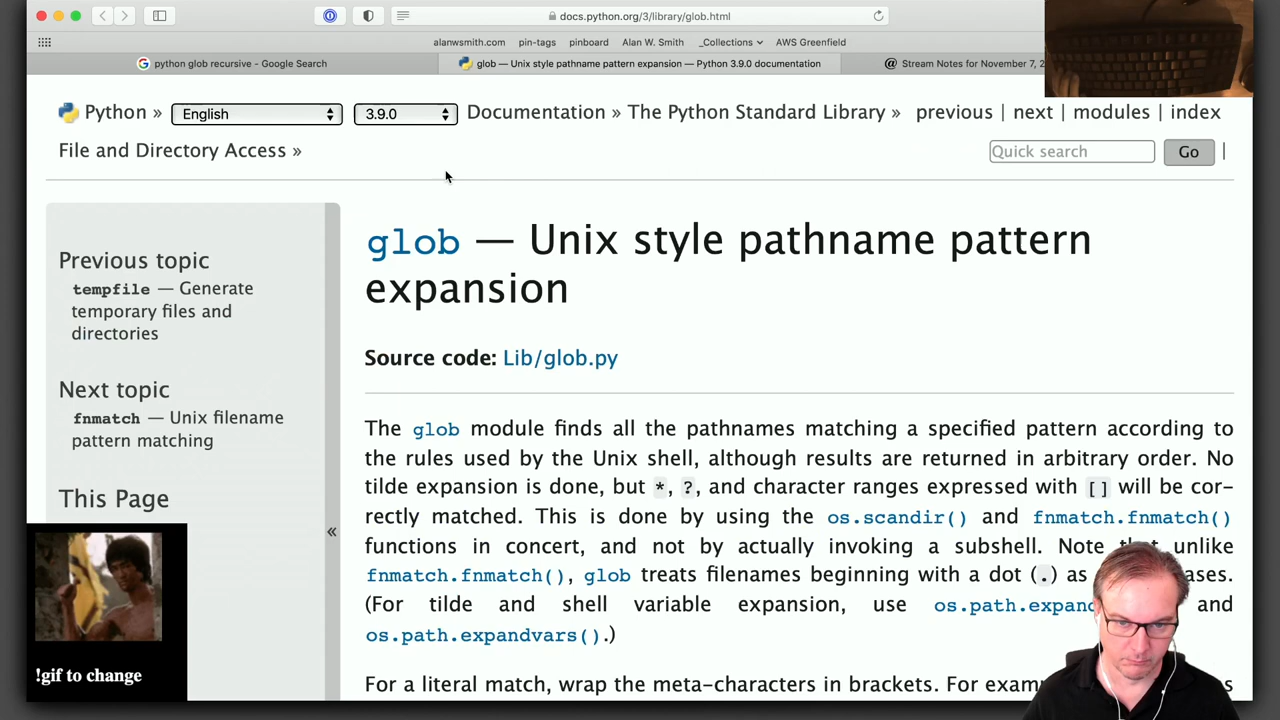 docs.python.org/3/library/glob.html
alanwsmith.com pin-tags pinboard Alan W. Smith _Collections AWS Greenfield
python glob recursive - Google Search
glob — Unix style pathname pattern expansion — Python 3.9.0 documentation
Stream Notes for November 7, 2
Python » English 3.9.0 Documentation » The Python Standard Library » previous | next | modules | index
File and Directory Access »
Quick search Go |
Previous topic
tempfile — Generate
temporary files and
directories
Next topic
fnmatch — Unix filename
pattern matching
This Page
«
!gif to change
glob — Unix style pathname pattern
expansion
Source code: Lib/glob.py
The glob module finds all the pathnames matching a specified pattern according to
the rules used by the Unix shell, although results are returned in arbitrary order. No
tilde expansion is done, but *, ?, and character ranges expressed with [] will be cor-
rectly matched. This is done by using the os.scandir() and fnmatch.fnmatch()
functions in concert, and not by actually invoking a subshell. Note that unlike
fnmatch.fnmatch(), glob treats filenames beginning with a dot (.) as ases.
(For tilde and shell variable expansion, use os.path.expand and
os.path.expandvars().)
For a literal match, wrap the meta-characters in brackets. For exam